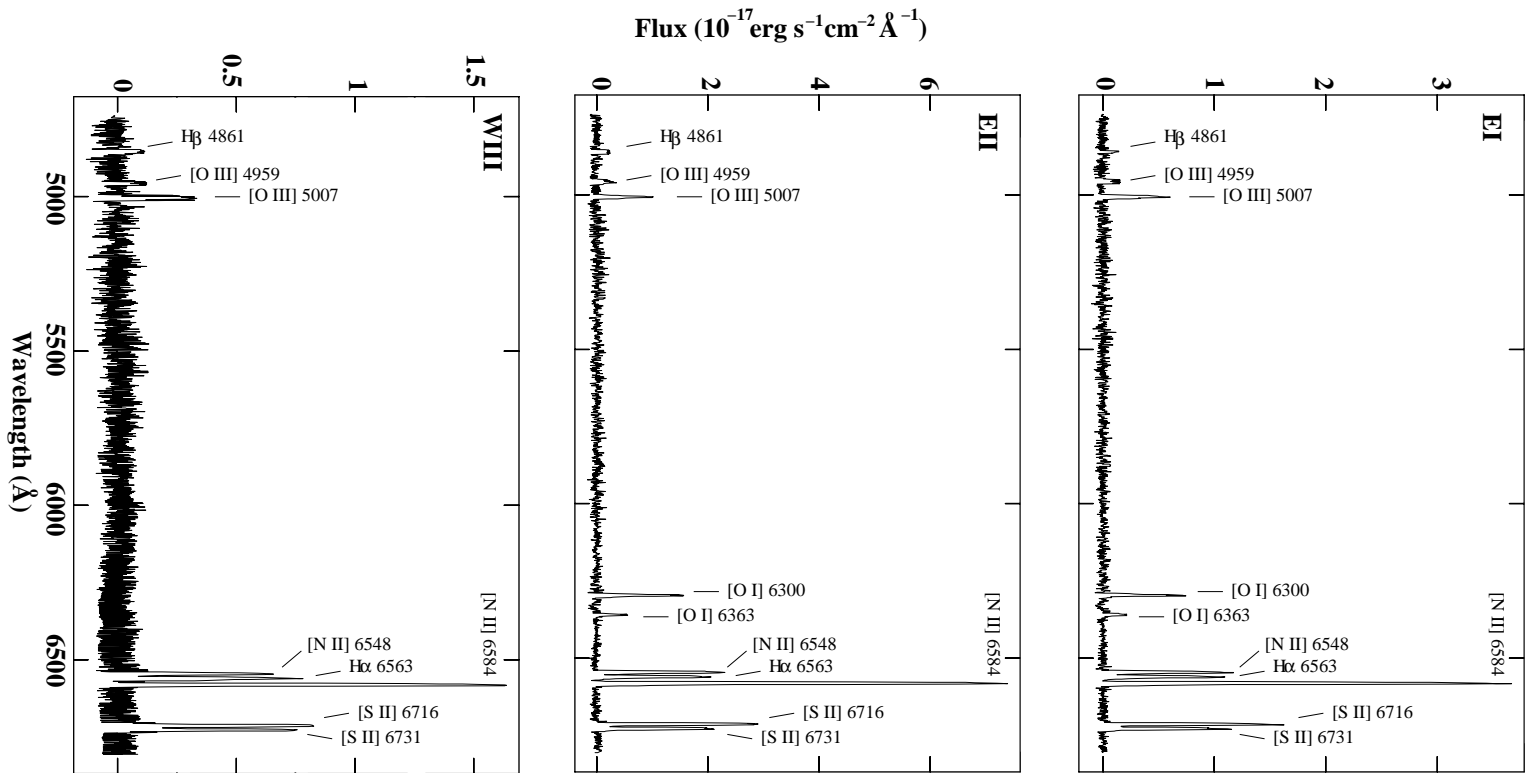 Flux (10⁻¹⁷erg s⁻¹cm⁻² Å⁻¹)
0
0.5
1
1.5
WIII
Hβ 4861
[O III] 4959
[O III] 5007
[N II] 6548
Hα 6563
[N II] 6584
[S II] 6716
[S II] 6731
5000
5500
6000
6500
Wavelength (Å)
0
2
4
6
EII
Hβ 4861
[O III] 4959
[O III] 5007
[O I] 6300
[O I] 6363
[N II] 6548
Hα 6563
[N II] 6584
[S II] 6716
[S II] 6731
0
1
2
3
EI
Hβ 4861
[O III] 4959
[O III] 5007
[O I] 6300
[O I] 6363
[N II] 6548
Hα 6563
[N II] 6584
[S II] 6716
[S II] 6731